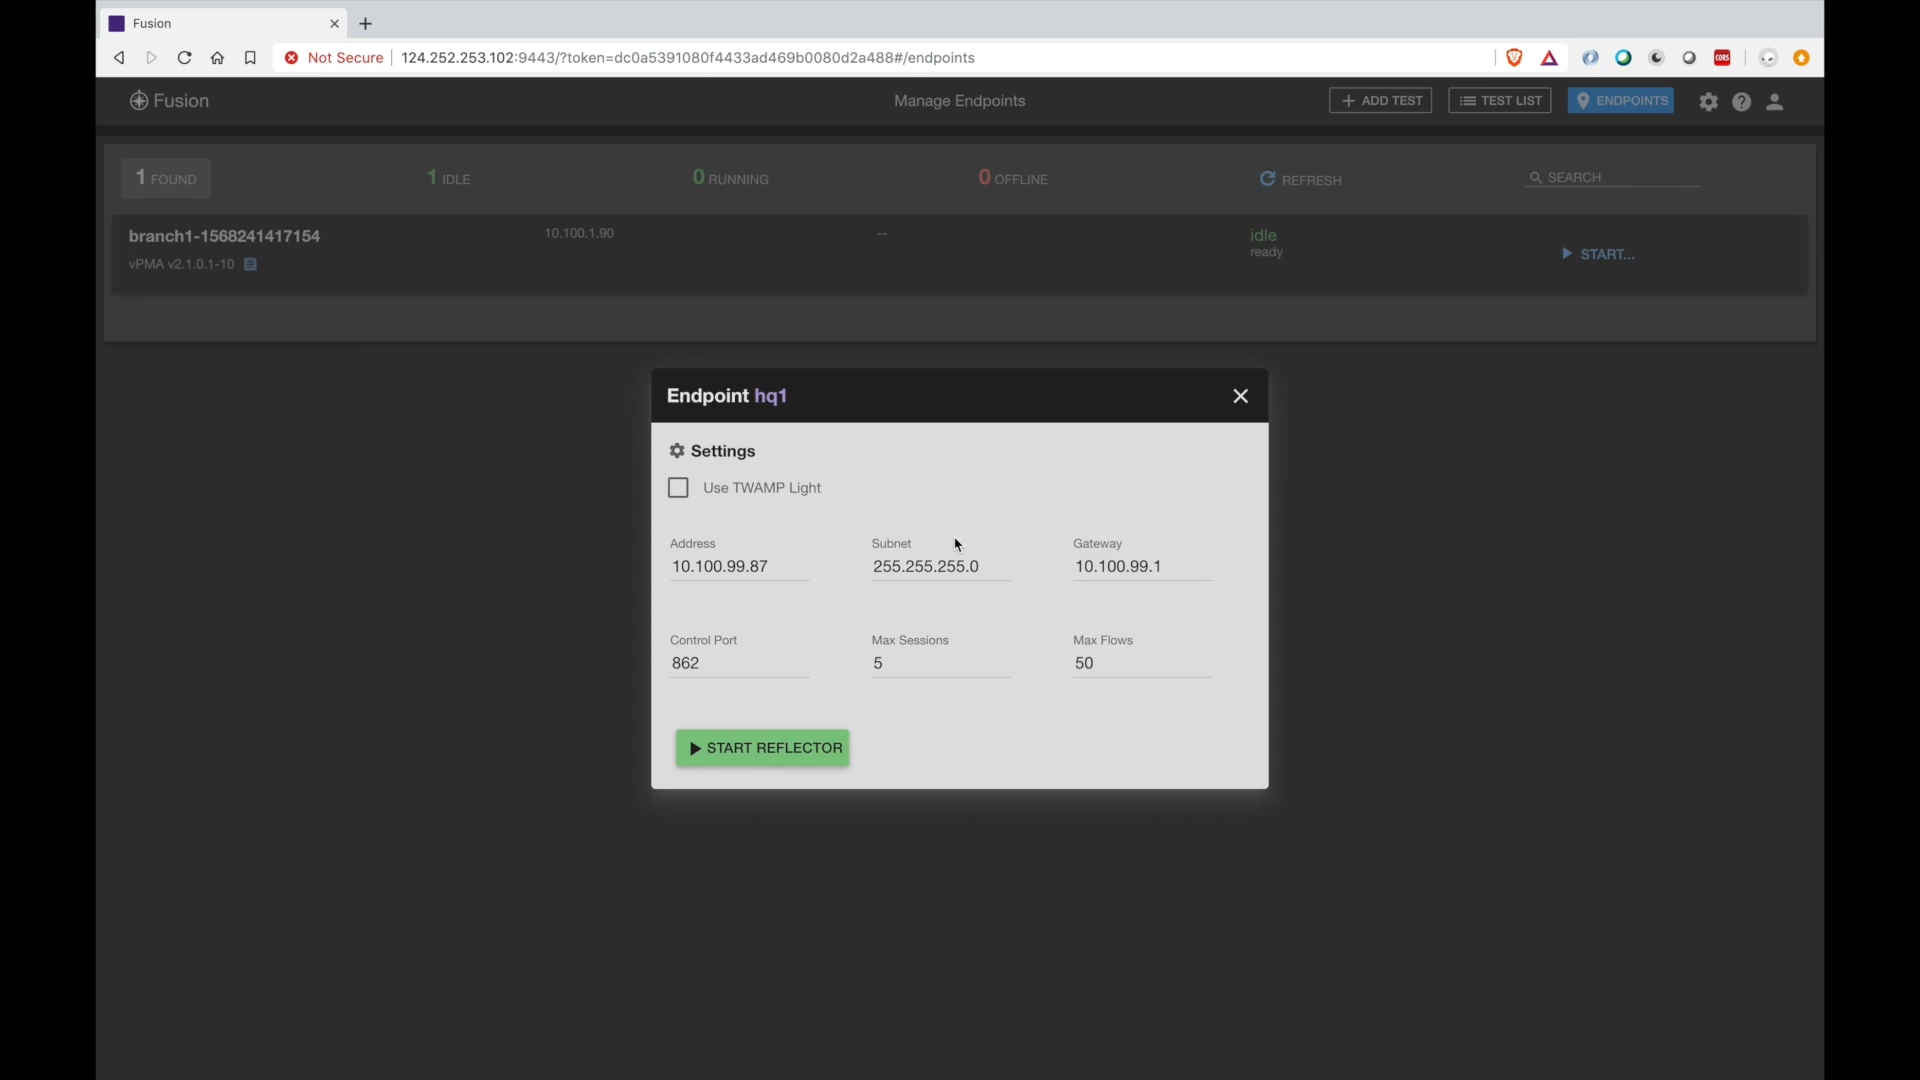 Fusion
Not Secure 124.252.253.102:9443/?token=dc0a5391080f4433ad469b0080d2a488#/endpoints
CORS
Fusion Manage Endpoints ADD TEST TEST LIST ENDPOINTS
1 FOUND 1 IDLE 0 RUNNING 0 OFFLINE REFRESH SEARCH
branch1-1568241417154 10.100.1.90 -- idle
ready
vPMA v2.1.0.1-10 START...
Endpoint hq1
Settings
Use TWAMP Light
Address Subnet Gateway
10.100.99.87 255.255.255.0 10.100.99.1
Control Port Max Sessions Max Flows
862 5 50
START REFLECTOR